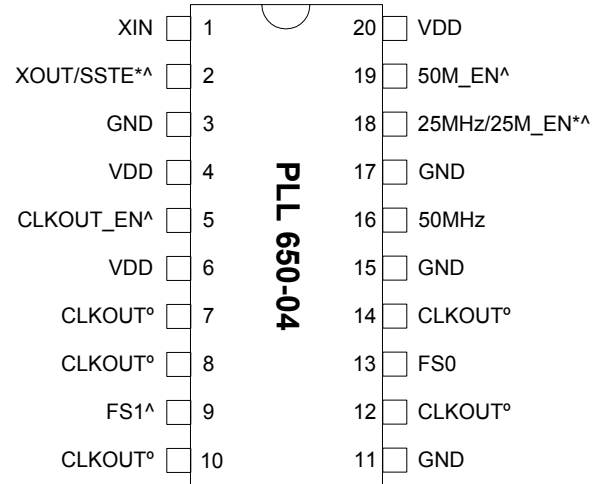 XIN 1 20 VDD
XOUT/SSTE*^ 2 19 50M_EN^
GND 3 18 25MHz/25M_EN*^
VDD 4 17 GND
CLKOUT_EN^ 5 16 50MHz
VDD 6 15 GND
CLKOUTº 7 14 CLKOUTº
CLKOUTº 8 13 FS0
FS1^ 9 12 CLKOUTº
CLKOUTº 10 11 GND
PLL 650-04